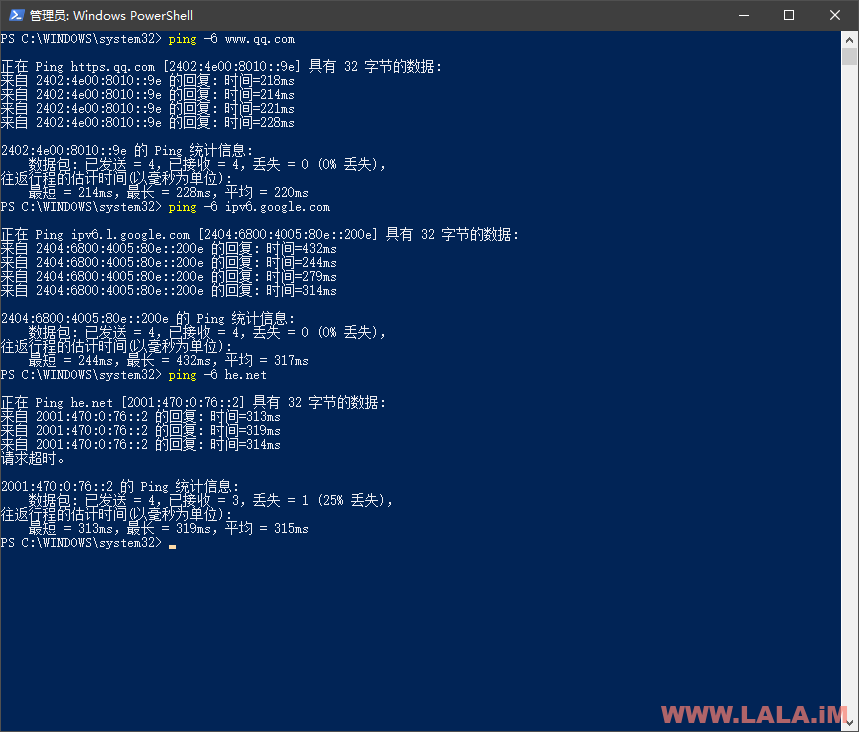 管理员: Windows PowerShell
PS C:\WINDOWS\system32> ping -6 www.qq.com
正在 Ping https.qq.com [2402:4e00:8010::9e] 具有 32 字节的数据:
来自 2402:4e00:8010::9e 的回复: 时间=218ms
来自 2402:4e00:8010::9e 的回复: 时间=214ms
来自 2402:4e00:8010::9e 的回复: 时间=221ms
来自 2402:4e00:8010::9e 的回复: 时间=228ms
2402:4e00:8010::9e 的 Ping 统计信息:
数据包: 已发送 = 4，已接收 = 4，丢失 = 0 (0% 丢失)，
往返行程的估计时间(以毫秒为单位):
最短 = 214ms，最长 = 228ms，平均 = 220ms
PS C:\WINDOWS\system32> ping -6 ipv6.google.com
正在 Ping ipv6.l.google.com [2404:6800:4005:80e::200e] 具有 32 字节的数据:
来自 2404:6800:4005:80e::200e 的回复: 时间=432ms
来自 2404:6800:4005:80e::200e 的回复: 时间=244ms
来自 2404:6800:4005:80e::200e 的回复: 时间=279ms
来自 2404:6800:4005:80e::200e 的回复: 时间=314ms
2404:6800:4005:80e::200e 的 Ping 统计信息:
数据包: 已发送 = 4，已接收 = 4，丢失 = 0 (0% 丢失)，
往返行程的估计时间(以毫秒为单位):
最短 = 244ms，最长 = 432ms，平均 = 317ms
PS C:\WINDOWS\system32> ping -6 he.net
正在 Ping he.net [2001:470:0:76::2] 具有 32 字节的数据:
来自 2001:470:0:76::2 的回复: 时间=313ms
来自 2001:470:0:76::2 的回复: 时间=319ms
来自 2001:470:0:76::2 的回复: 时间=314ms
请求超时。
2001:470:0:76::2 的 Ping 统计信息:
数据包: 已发送 = 4，已接收 = 3，丢失 = 1 (25% 丢失)，
往返行程的估计时间(以毫秒为单位):
最短 = 313ms，最长 = 319ms，平均 = 315ms
PS C:\WINDOWS\system32>
WWW.LALA.iM